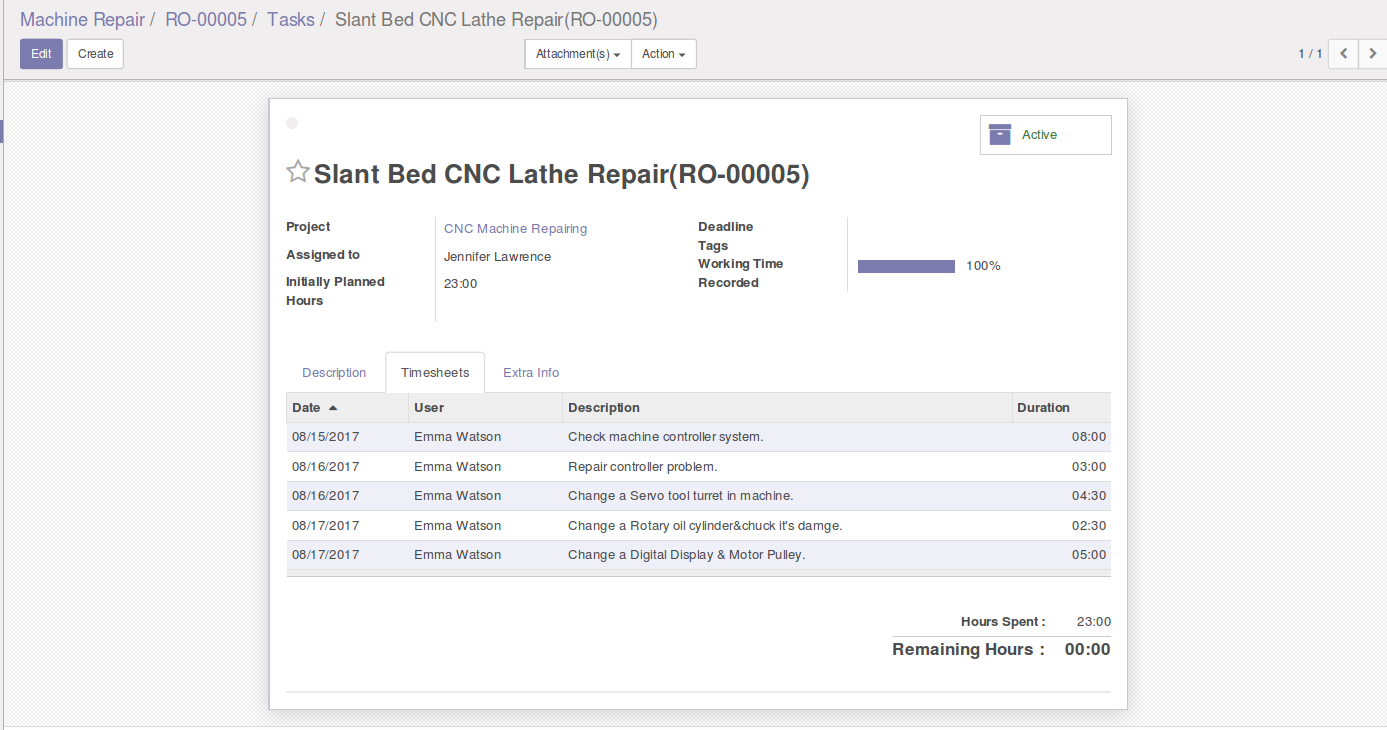 Machine Repair / RO-00005 / Tasks / Slant Bed CNC Lathe Repair(RO-00005)
Edit Create Attachment(s) Action 1 / 1
Active
Slant Bed CNC Lathe Repair(RO-00005)
Project CNC Machine Repairing
Assigned to Jennifer Lawrence
Initially Planned Hours 23:00
Deadline
Tags
Working Time Recorded 100%
Description Timesheets Extra Info
Date User Description Duration
08/15/2017 Emma Watson Check machine controller system. 08:00
08/16/2017 Emma Watson Repair controller problem. 03:00
08/16/2017 Emma Watson Change a Servo tool turret in machine. 04:30
08/17/2017 Emma Watson Change a Rotary oil cylinder&chuck it's damge. 02:30
08/17/2017 Emma Watson Change a Digital Display & Motor Pulley. 05:00
Hours Spent : 23:00
Remaining Hours : 00:00